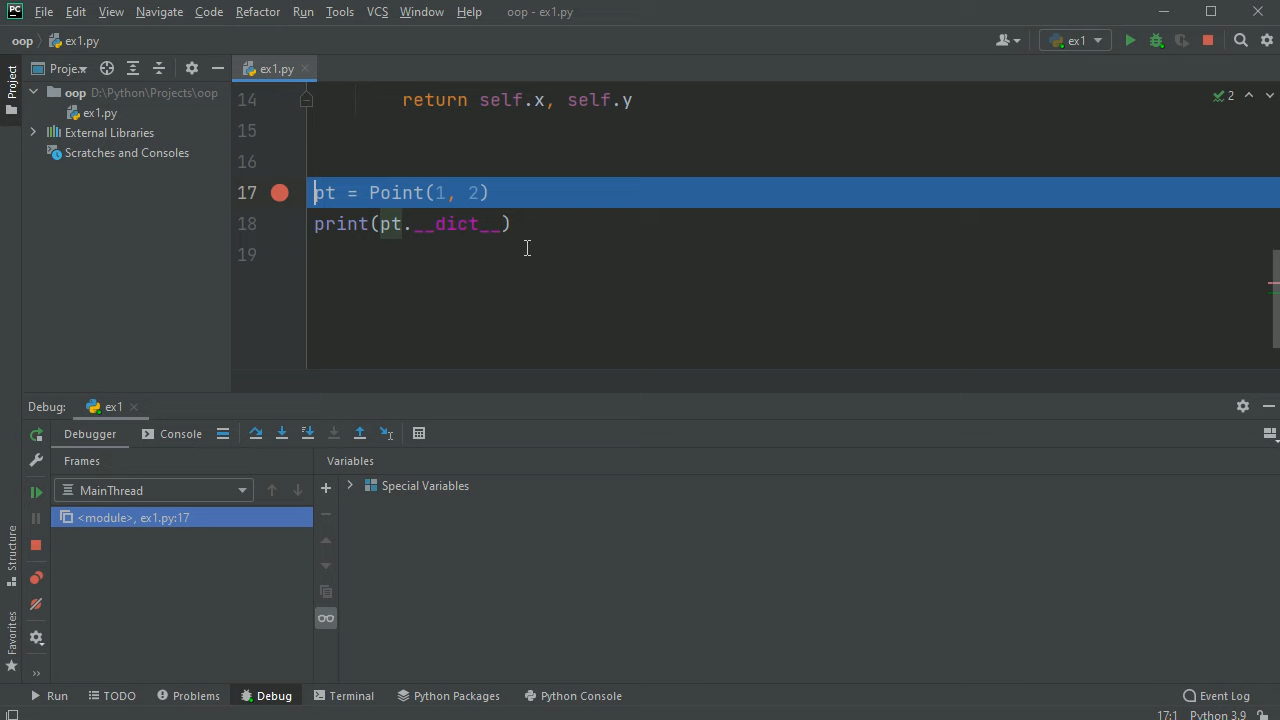 PC File Edit View Navigate Code Refactor Run Tools VCS Window Help oop - ex1.py
oop ex1.py ex1
Project
Proje.. ex1.py
oop D:\Python\Projects\oop
ex1.py
External Libraries
Scratches and Consoles
14 return self.x, self.y
2
15
16
17 pt = Point(1, 2)
18 print(pt.__dict__)
19
Debug: ex1
Debugger Console
Frames Variables
MainThread
Special Variables
<module>, ex1.py:17
Structure
Favorites
Run TODO Problems Debug Terminal Python Packages Python Console Event Log
17:1 Python 3.9